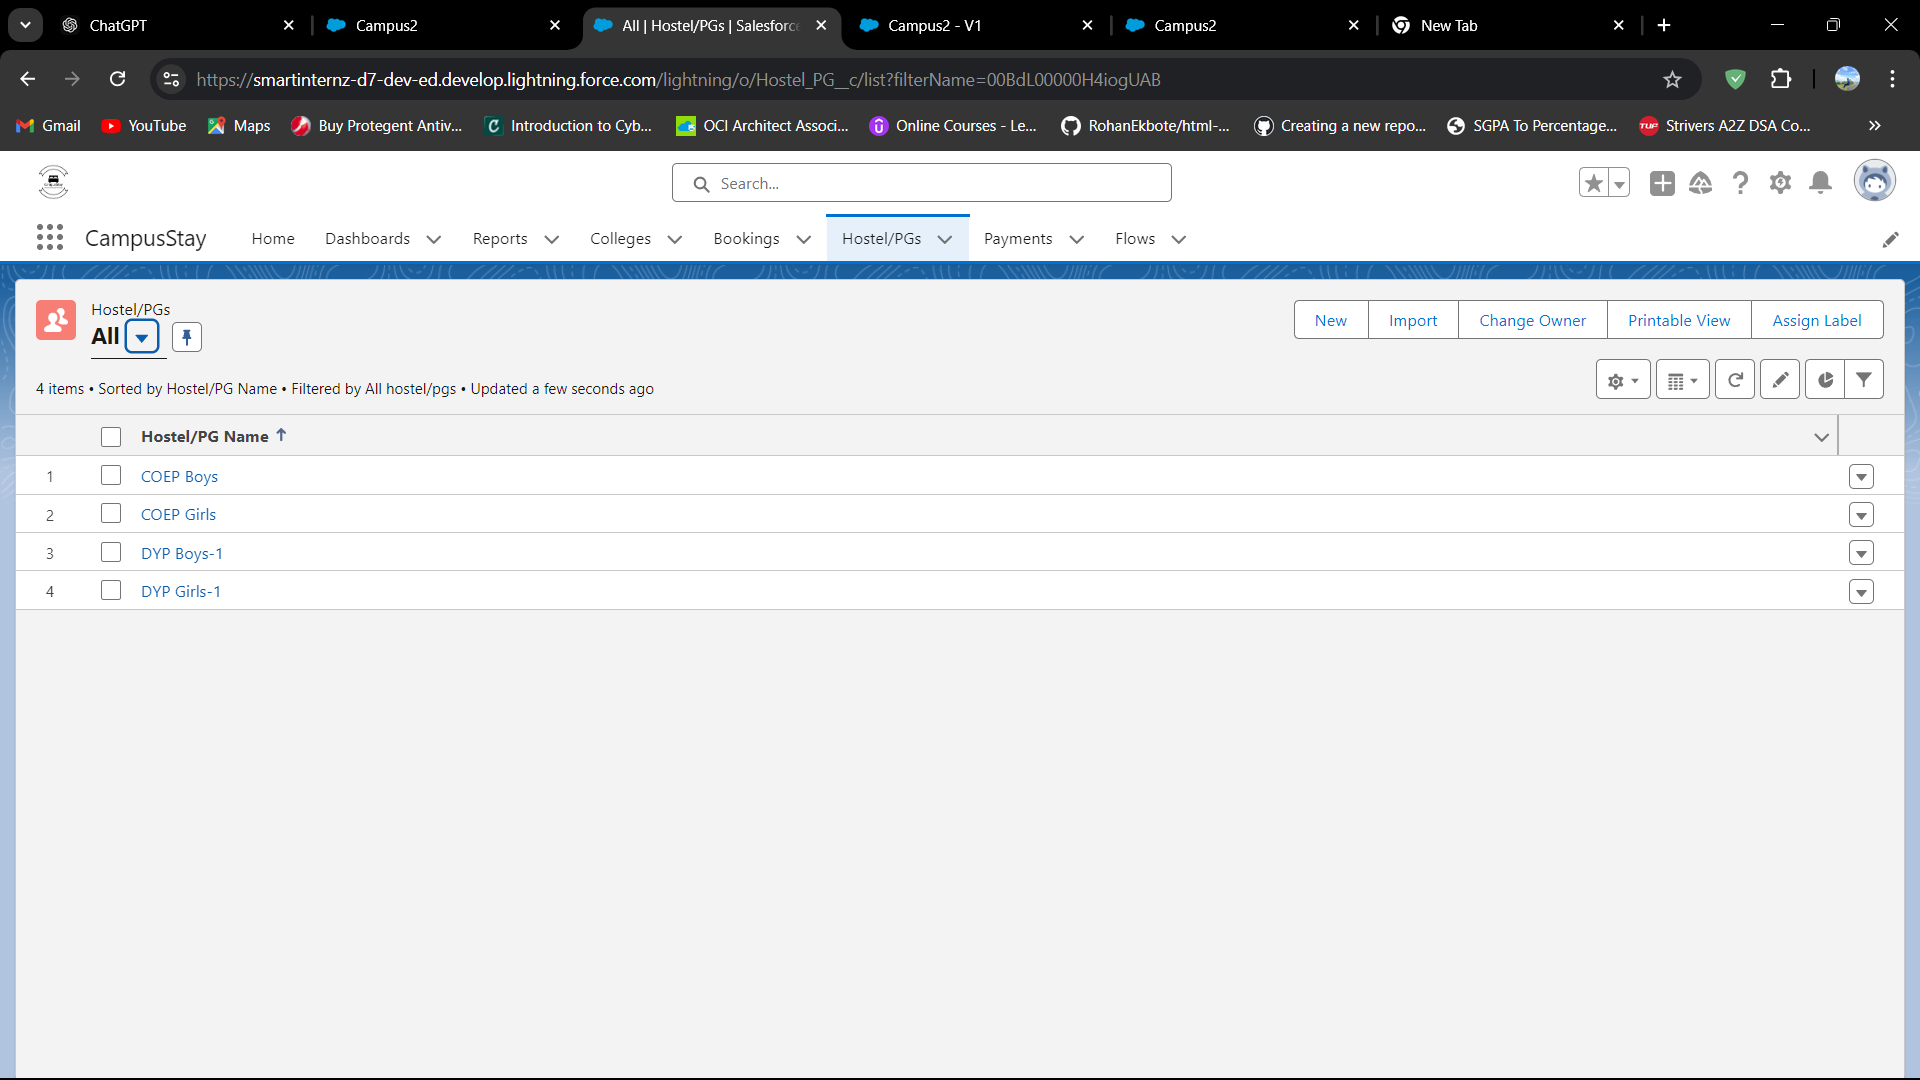 ChatGPT
Campus2
All | Hostel/PGs | Salesforce
Campus2 - V1
Campus2
New Tab
https://smartinternz-d7-dev-ed.develop.lightning.force.com/lightning/o/Hostel_PG__c/list?filterName=00BdL00000H4iogUAB
Gmail
YouTube
Maps
Buy Protegent Antiv...
Introduction to Cyb...
OCI Architect Associ...
Online Courses - Le...
RohanEkbote/html-...
Creating a new repo...
SGPA To Percentage...
Strivers A2Z DSA Co...
Search...
CampusStay
Home
Dashboards
Reports
Colleges
Bookings
Hostel/PGs
Payments
Flows
Hostel/PGs
All
New
Import
Change Owner
Printable View
Assign Label
4 items • Sorted by Hostel/PG Name • Filtered by All hostel/pgs • Updated a few seconds ago
Hostel/PG Name
1 COEP Boys
2 COEP Girls
3 DYP Boys-1
4 DYP Girls-1